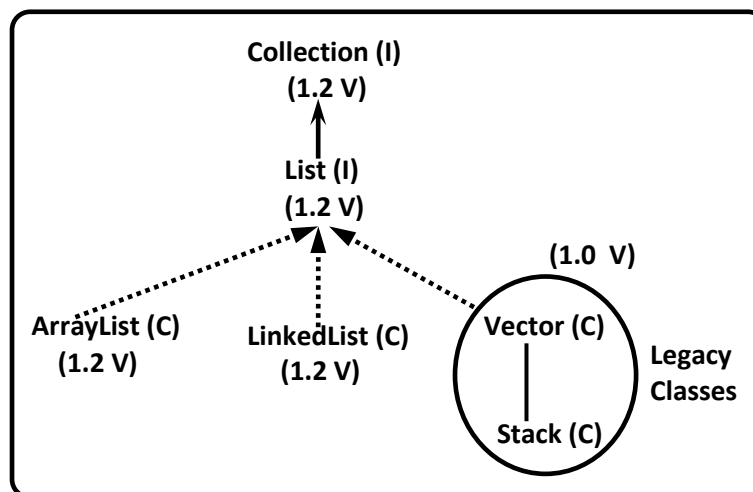 Collection (I)
(1.2 V)
List (I)
(1.2 V)
(1.0 V)
ArrayList (C)
(1.2 V)
LinkedList (C)
(1.2 V)
Vector (C)
Stack (C)
Legacy
Classes